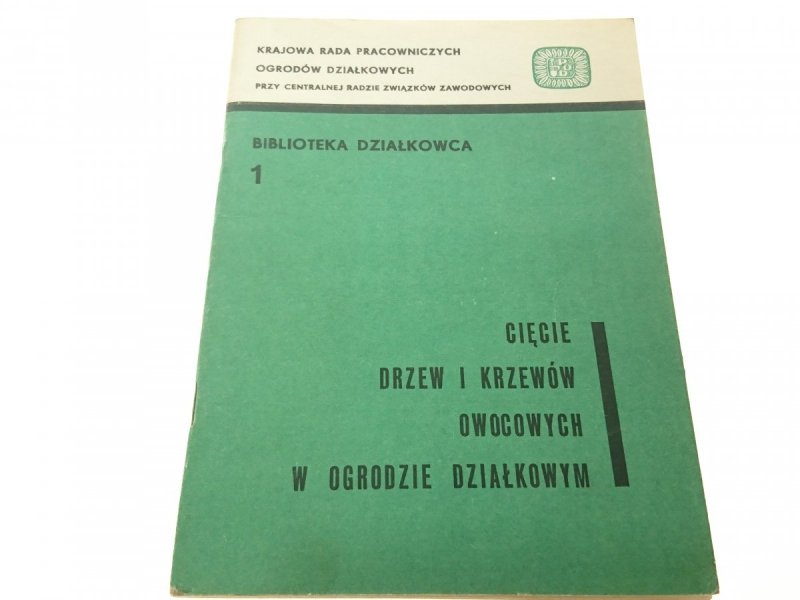 KRAJOWA RADA PRACOWNICZYCH
OGRODÓW DZIAŁKOWYCH
PRZY CENTRALNEJ RADZIE ZWIĄZKÓW ZAWODOWYCH
BIBLIOTEKA DZIAŁKOWCA
1
CIĘCIE
DRZEW I KRZEWÓW
OWOCOWYCH
W OGRODZIE DZIAŁKOWYM